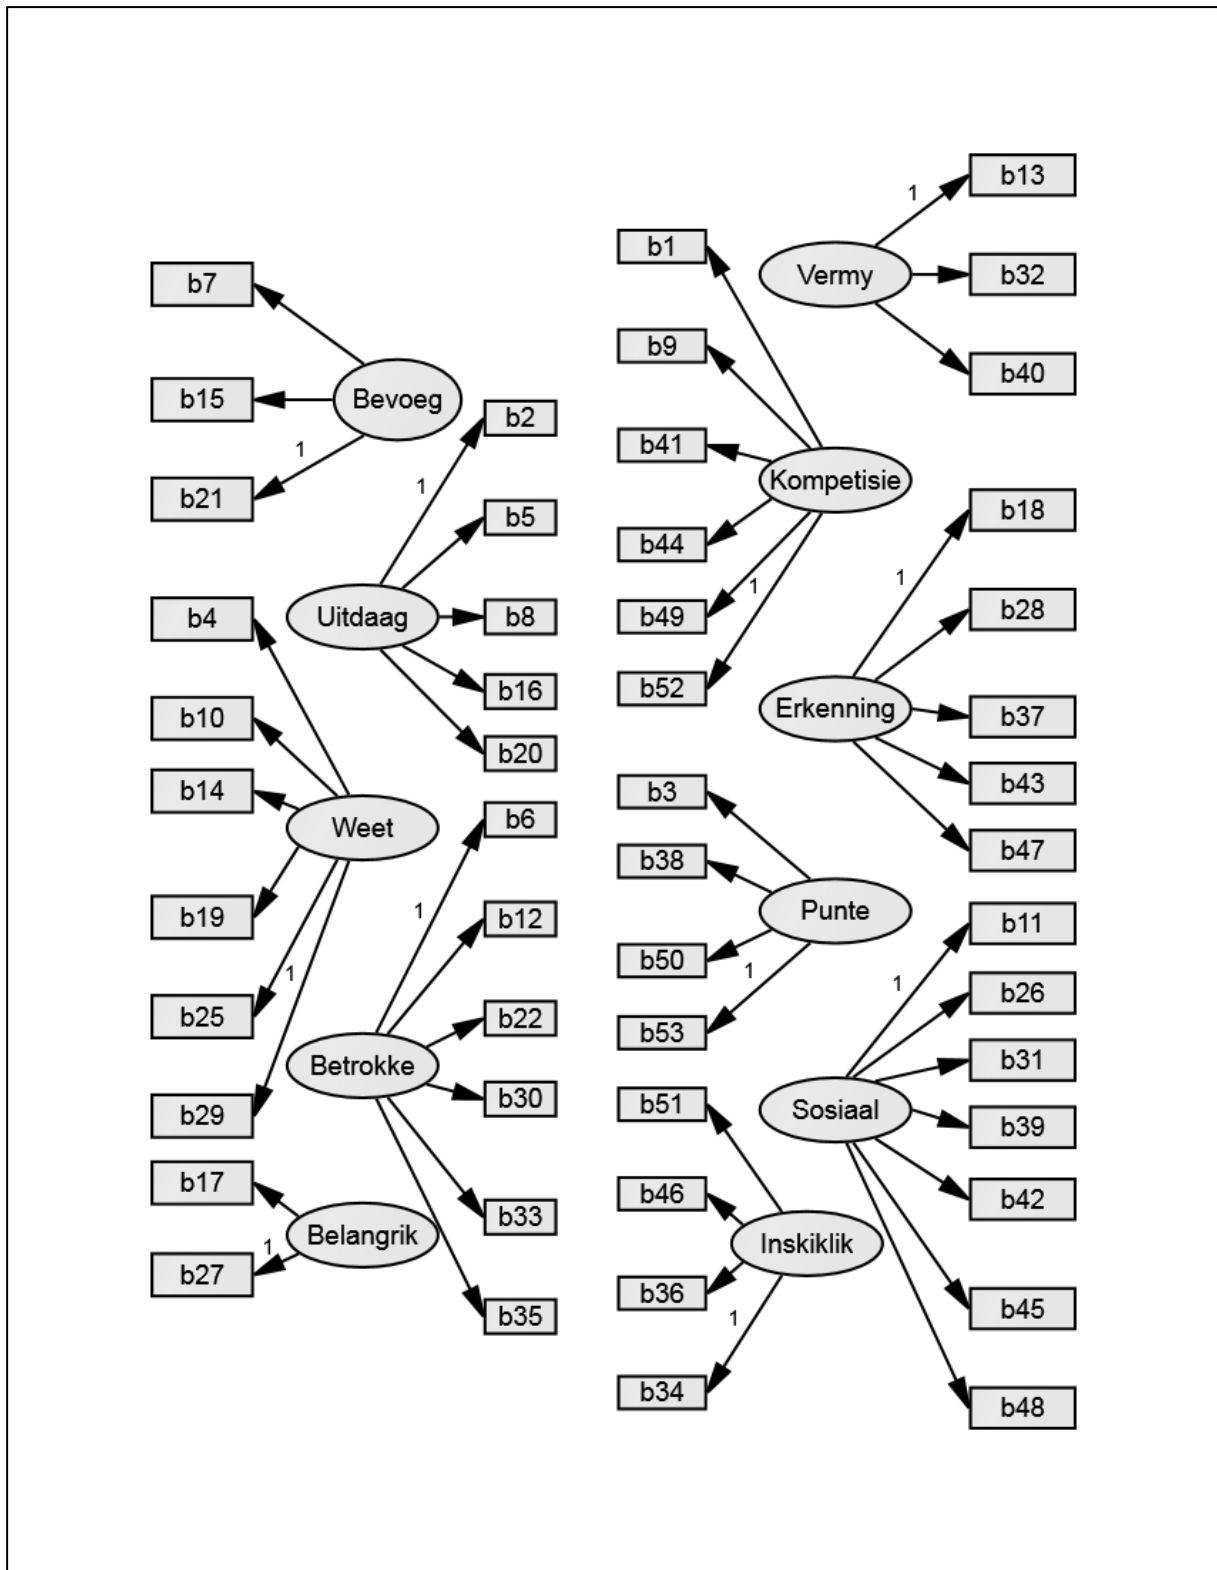 b7
b15
b21
1
Bevoeg
b2
b5
b8
b16
b20
1
Uitdaag
b4
b10
b14
b19
b25
b29
1
Weet
b6
b12
b22
b30
b33
b35
1
Betrokke
b17
b27
1
Belangrik
b13
b32
b40
1
Vermy
b1
b9
b41
b44
b49
b52
1
Kompetisie
b18
b28
b37
b43
b47
1
Erkenning
b3
b38
b50
b53
1
Punte
b11
b26
b31
b39
b42
b45
b48
1
Sosiaal
b51
b46
b36
b34
1
Inskiklik